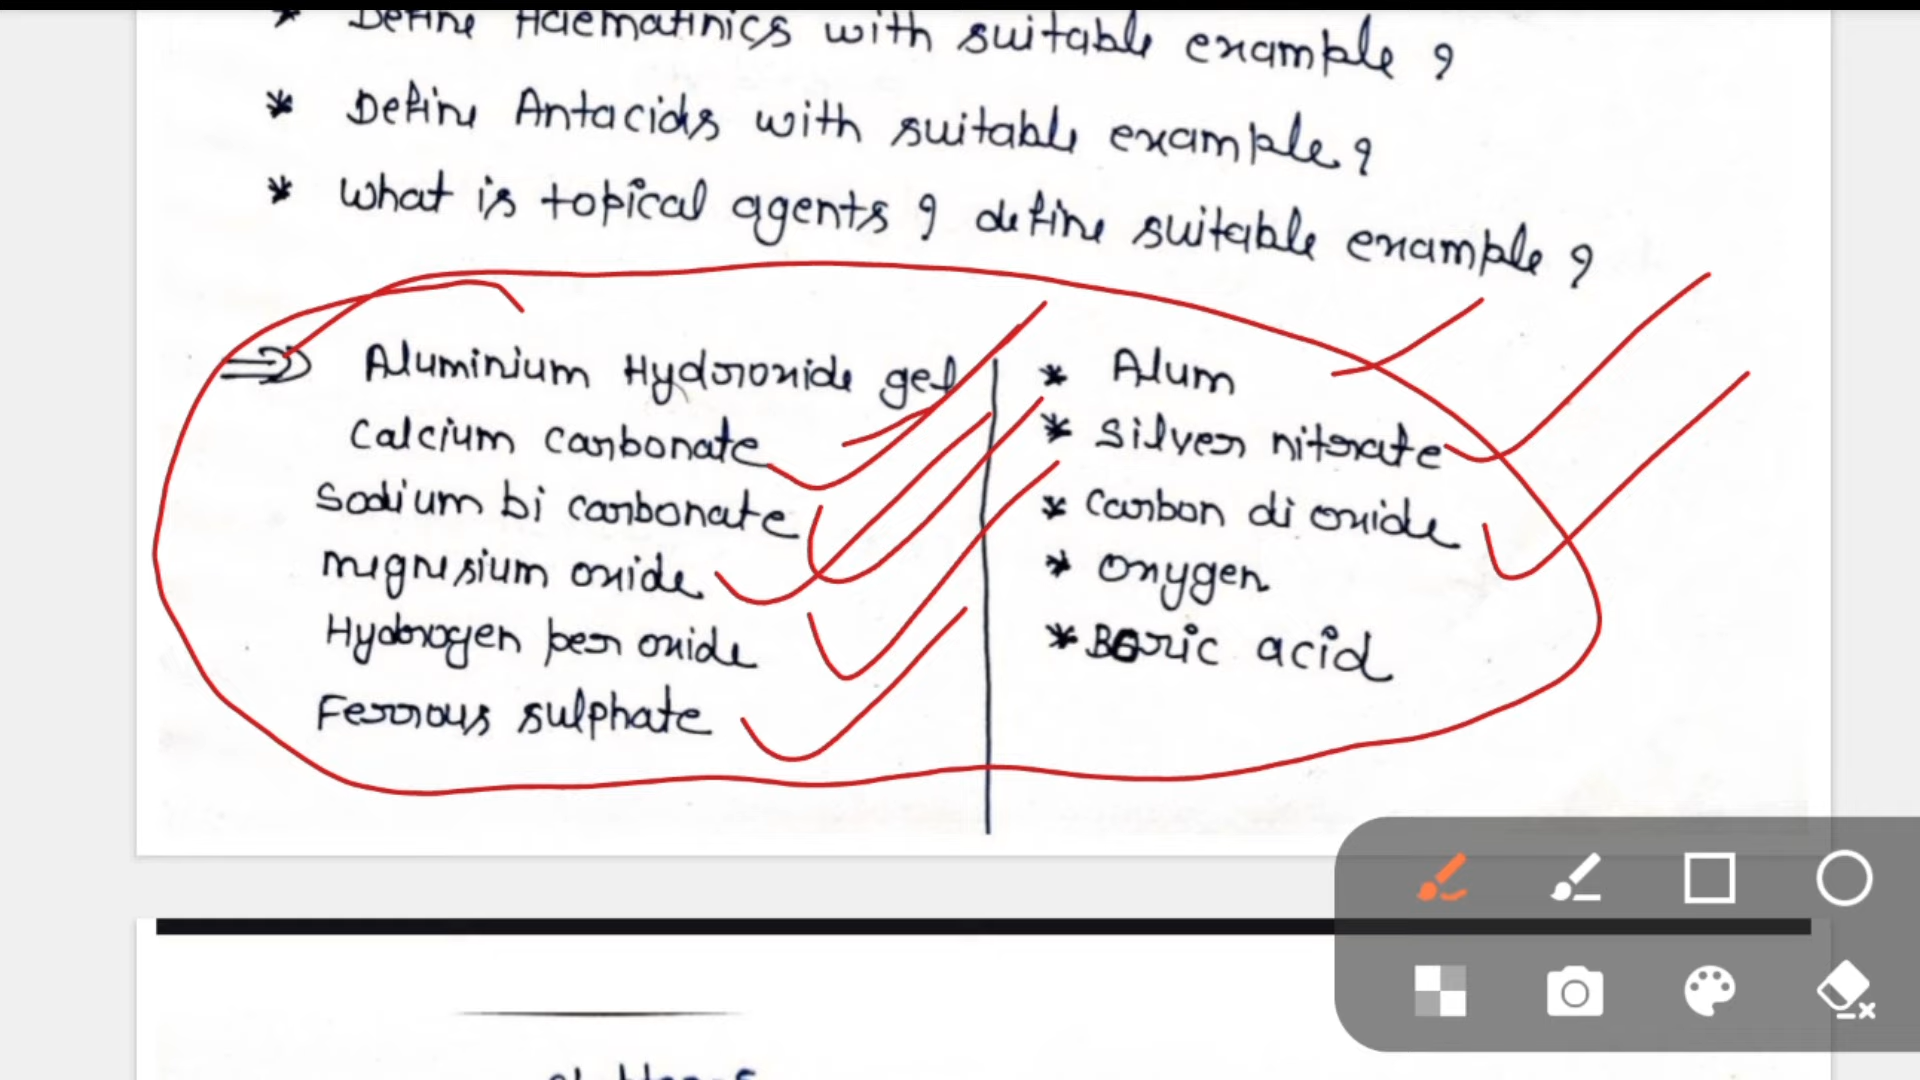 * Define Haematinics with suitable example ?
* Define Antacids with suitable example ?
* What is topical agents ? define suitable example ?
⇒ Aluminium Hydroxide gel
Calcium carbonate
Sodium bi carbonate
megnesium oxide
Hydrogen per oxide
Ferrous sulphate
* Alum
* Silver nitrate
* Carbon di oxide
* Oxygen
* Boric acid